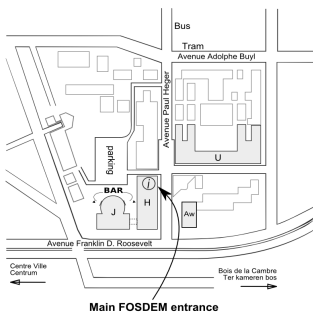 Bus
Tram
Avenue Adolphe Buyl
Avenue Paul Heger
parking
U
BAR
i
H
J
Aw
Avenue Franklin D. Roosevelt
Centre Ville
Centrum
Bois de la Cambre
Ter kameren bos
Main FOSDEM entrance